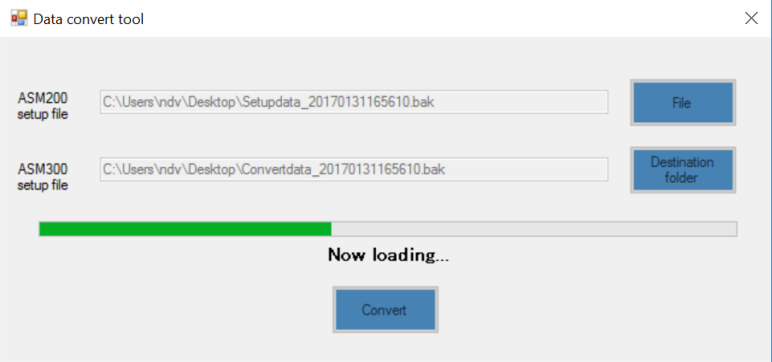 Data convert tool
ASM200
setup file
C:\Users\ndv\Desktop\Setupdata_20170131165610.bak
File
ASM300
setup file
C:\Users\ndv\Desktop\Convertdata_20170131165610.bak
Destination
folder
Now loading...
Convert